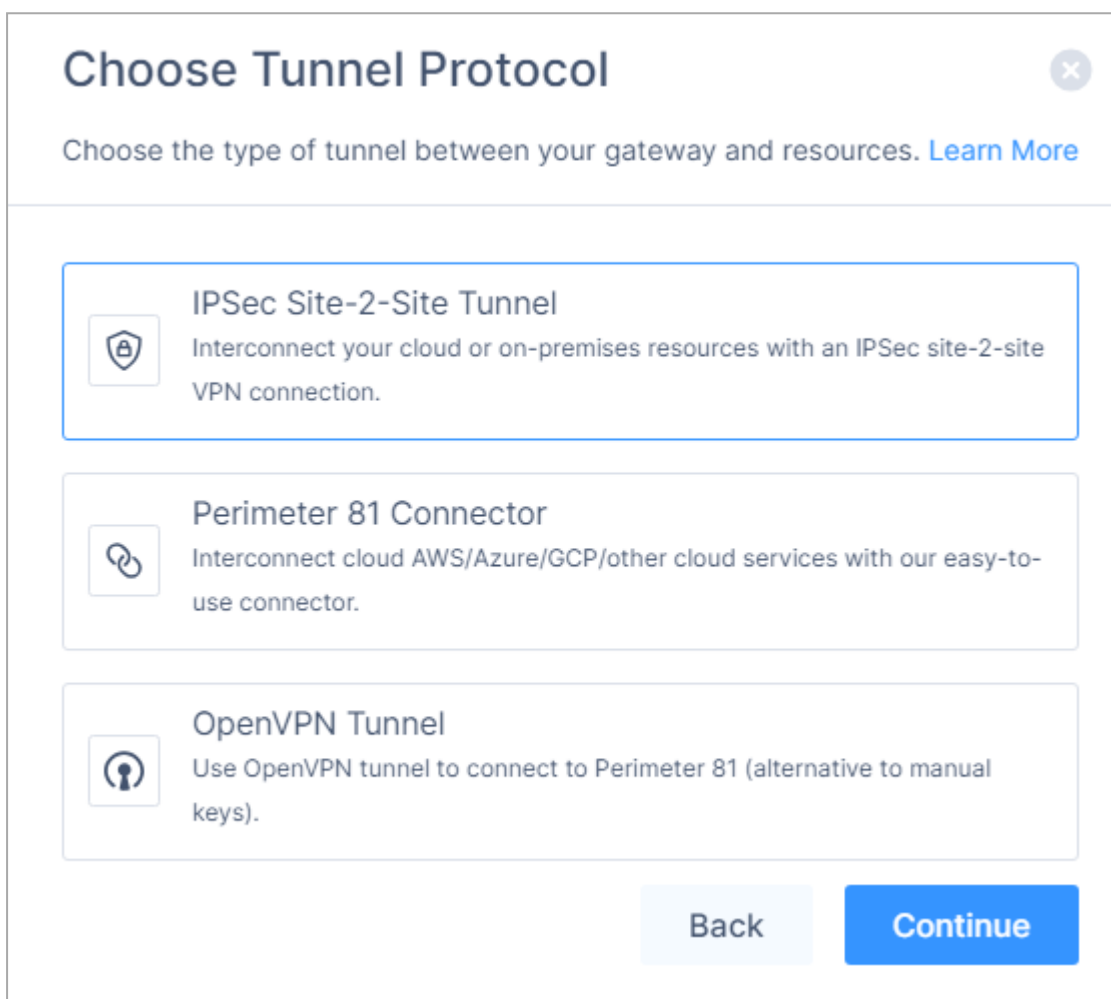 Choose Tunnel Protocol
Choose the type of tunnel between your gateway and resources. Learn More
IPSec Site-2-Site Tunnel
Interconnect your cloud or on-premises resources with an IPSec site-2-site
VPN connection.
Perimeter 81 Connector
Interconnect cloud AWS/Azure/GCP/other cloud services with our easy-to-
use connector.
OpenVPN Tunnel
Use OpenVPN tunnel to connect to Perimeter 81 (alternative to manual
keys).
Back Continue